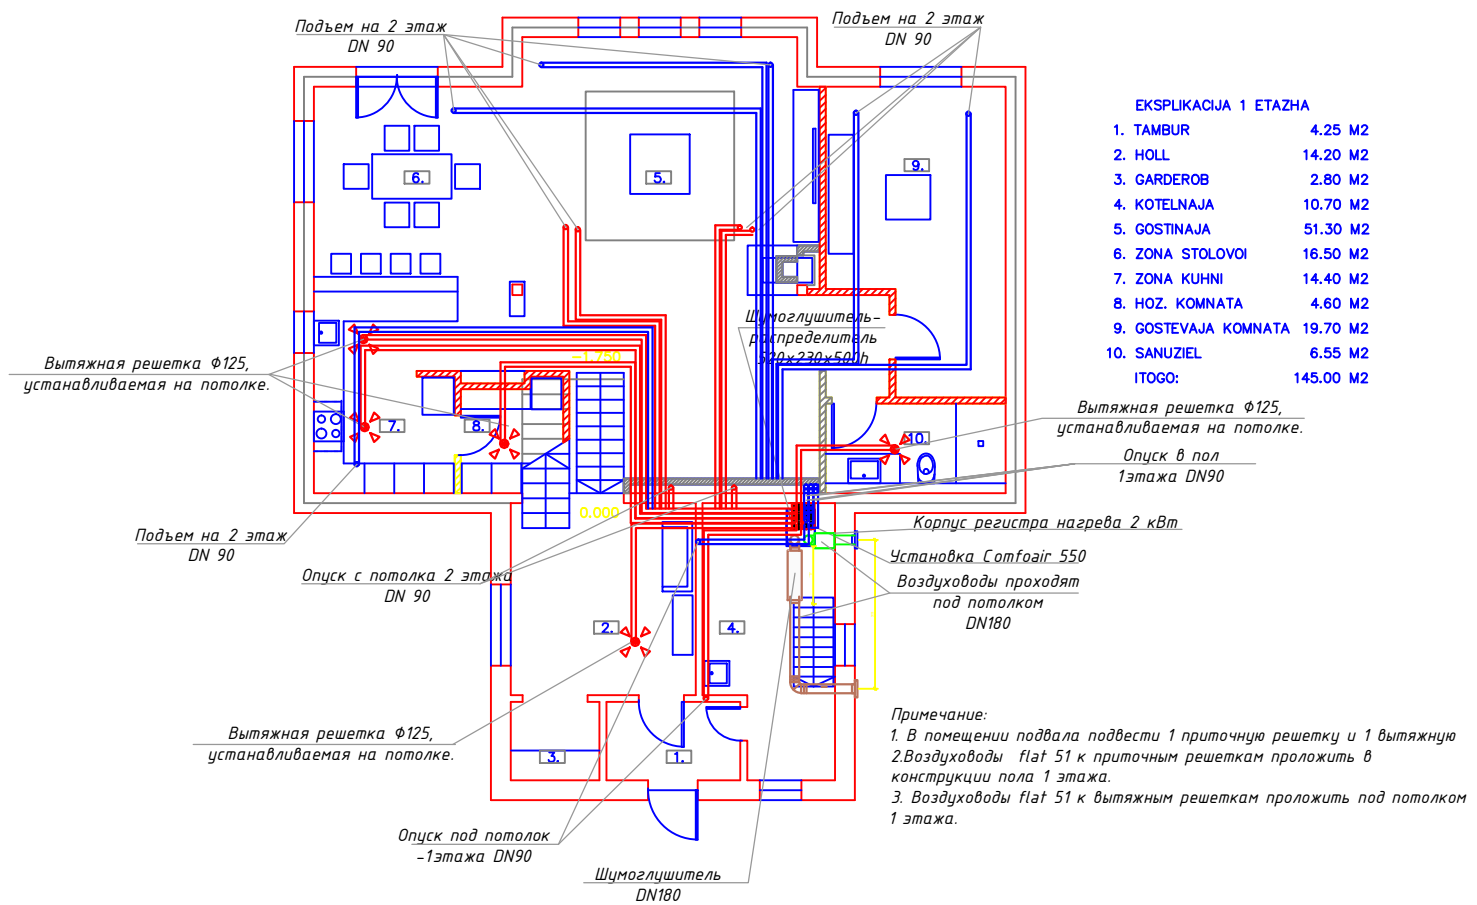 Подъем на 2 этаж
DN 90
Подъем на 2 этаж
DN 90
EKSPLIKACIJA 1 ETAZHA
1. TAMBUR 4.25 M2
2. HOLL 14.20 M2
3. GARDEROB 2.80 M2
4. KOTELNAJA 10.70 M2
5. GOSTINAJA 51.30 M2
6. ZONA STOLOVOI 16.50 M2
7. ZONA KUHNI 14.40 M2
8. HOZ. KOMNATA 4.60 M2
9. GOSTEVAJA KOMNATA 19.70 M2
10. SANUZIEL 6.55 M2
ITOGO: 145.00 M2
6.
5.
9.
Шумоглушитель-
распределитель
520x230x500h
-1.750
Вытяжная решетка Ф125,
устанавливаемая на потолке.
7.
8.
10.
Вытяжная решетка Ф125,
устанавливаемая на потолке.
Опуск в пол
1этажа DN90
0.000
Подъем на 2 этаж
DN 90
Корпус регистра нагрева 2 кВт
Установка Comfoair 550
Опуск с потолка 2 этажа
DN 90
Воздуховоды проходят
под потолком
DN180
2.
4.
Вытяжная решетка Ф125,
устанавливаемая на потолке.
3.
1.
Примечание:
1. В помещении подвала подвести 1 приточную решетку и 1 вытяжную
2.Воздуховоды flat 51 к приточным решеткам проложить в
конструкции пола 1 этажа.
3. Воздуховоды flat 51 к вытяжным решеткам проложить под потолком
1 этажа.
Опуск под потолок
-1этажа DN90
Шумоглушитель
DN180